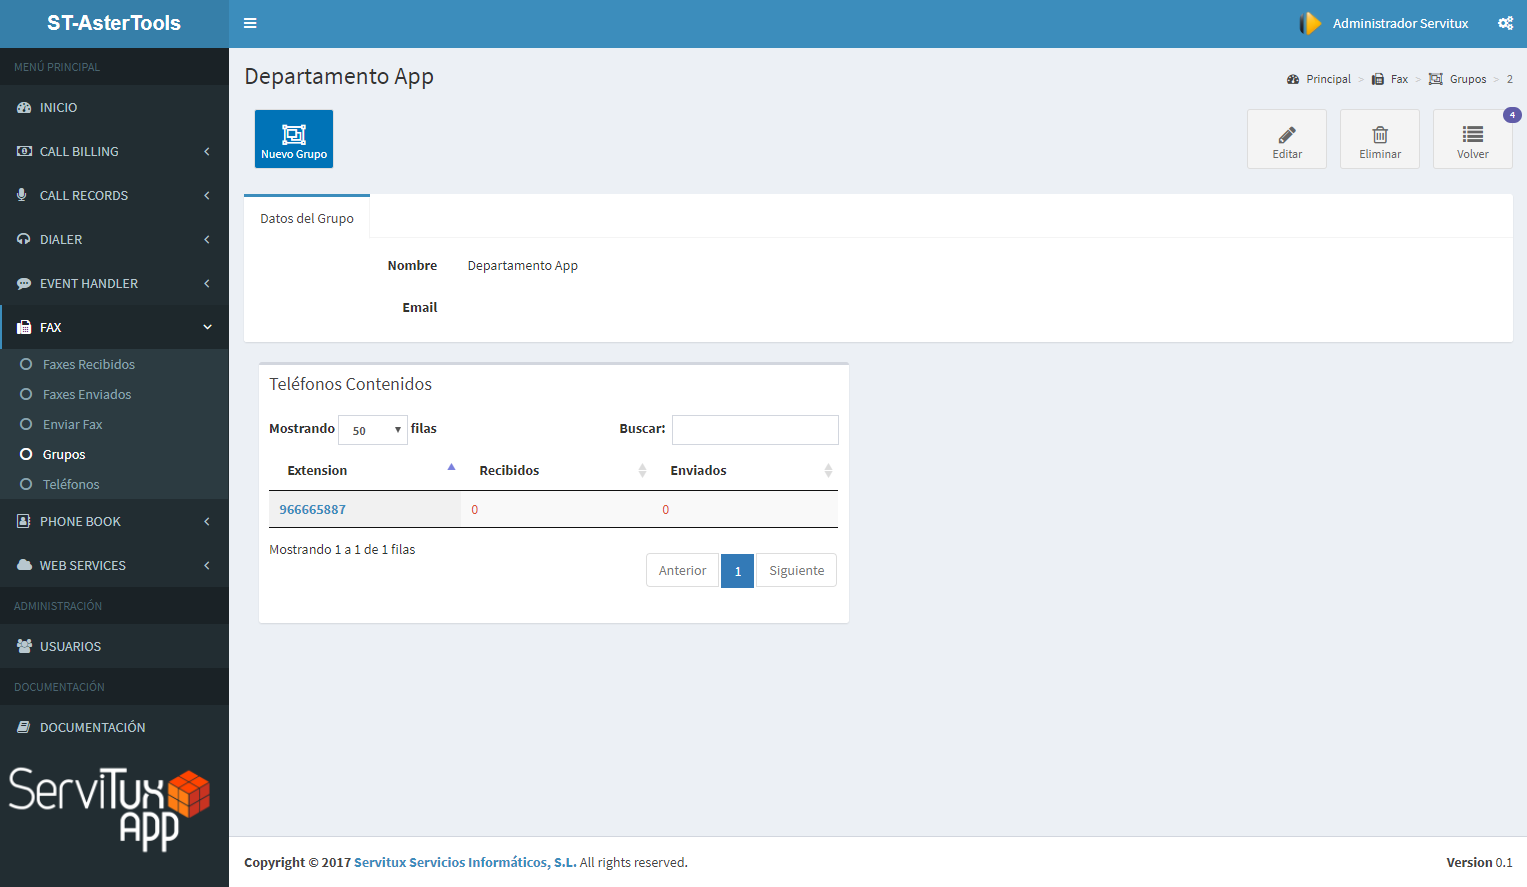 ST-AsterTools
Administrador Servitux
MENÚ PRINCIPAL
INICIO
CALL BILLING
CALL RECORDS
DIALER
EVENT HANDLER
FAX
Faxes Recibidos
Faxes Enviados
Enviar Fax
Grupos
Teléfonos
PHONE BOOK
WEB SERVICES
ADMINISTRACIÓN
USUARIOS
DOCUMENTACIÓN
DOCUMENTACIÓN
SERVITUX
APP
Departamento App
Principal > Fax > Grupos > 2
Nuevo Grupo
Editar
Eliminar
4
Volver
Datos del Grupo
Nombre Departamento App
Email
Teléfonos Contenidos
Mostrando 50 filas Buscar:
Extension Recibidos Enviados
966665887 0 0
Mostrando 1 a 1 de 1 filas
Anterior 1 Siguiente
Copyright © 2017 Servitux Servicios Informáticos, S.L. All rights reserved.
Version 0.1